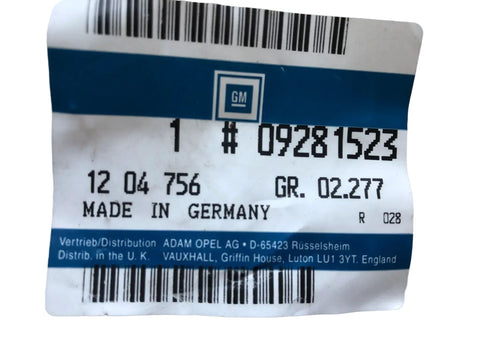 GM
1 # 09281523
12 04 756 GR. 02.277
MADE IN GERMANY R 028
Vertrieb/Distribution ADAM OPEL AG • D-65423 Rüsselsheim
Distrib. in the U. K. VAUXHALL, Griffin House, Luton LU1 3YT. England